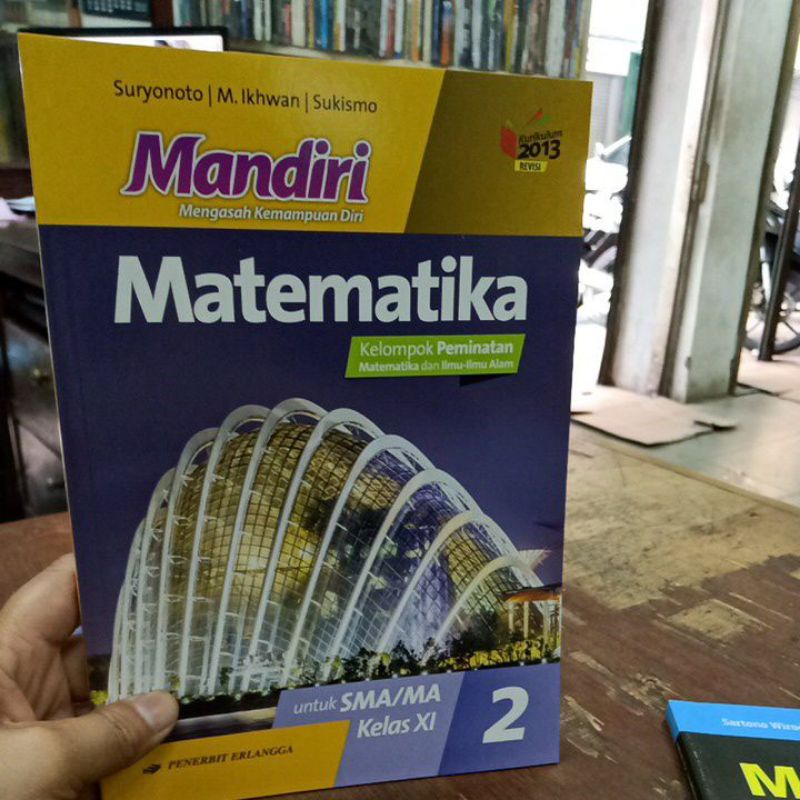 Suryonoto | M. Ikhwan | Sukismo
Kurikulum
2013
REVISI
Mandiri
Mengasah Kemampuan Diri
Matematika
Kelompok Peminatan
Matematika dan Ilmu-Ilmu Alam
untuk SMA/MA
Kelas XI
2
PENERBIT ERLANGGA
Sartono